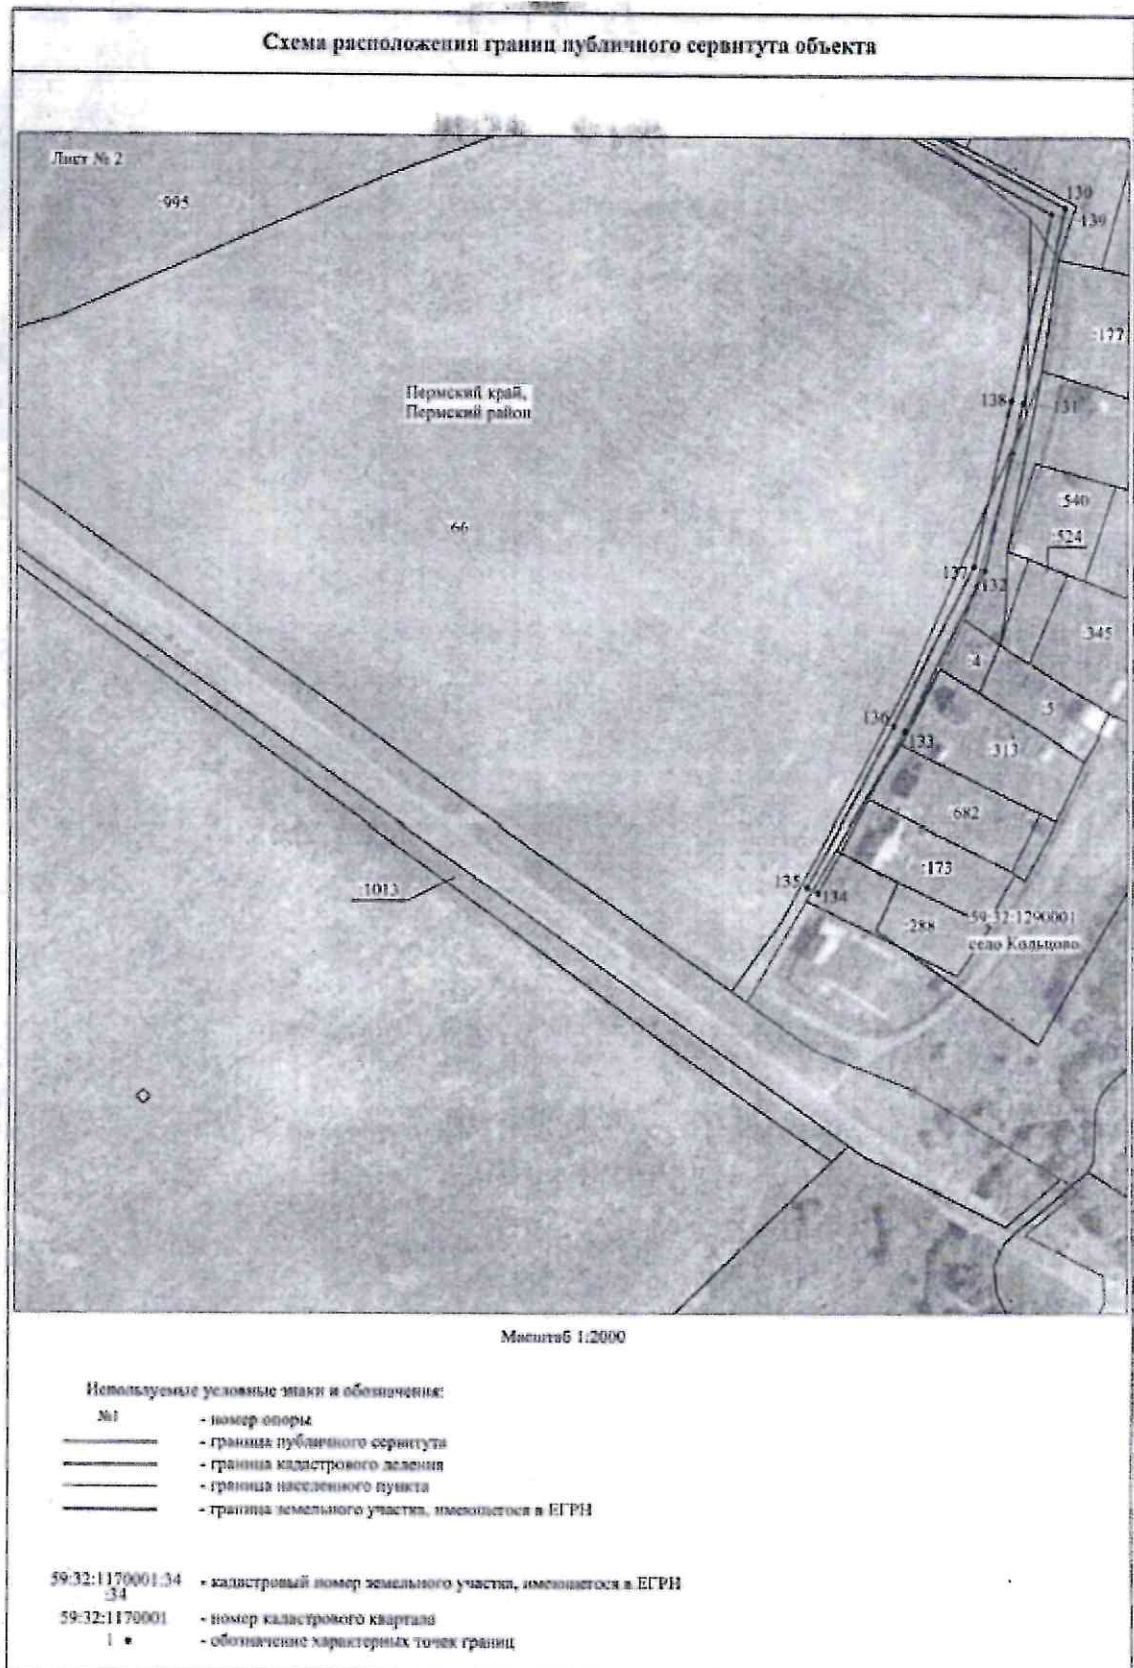 Схема расположения границ публичного сервитута объекта
Лист № 2
:995
130
:139
:177
Пермский край,
Пермский район
138
131
:540
66
:524
137
132
:345
:4
:5
136
133
:313
:682
:173
135
:1013
134
:288
59:32:1290001
село Кольцово
Масштаб 1:2000
Используемые условные знаки и обозначения:
№1 - номер опоры
- граница публичного сервитута
- граница кадастрового деления
- граница населенного пункта
- граница земельного участка, имеющегося в ЕГРН
59:32:1170001:34 - кадастровый номер земельного участка, имеющегося в ЕГРН
:34
59:32:1170001 - номер кадастрового квартала
1 - обозначение характерных точек границ